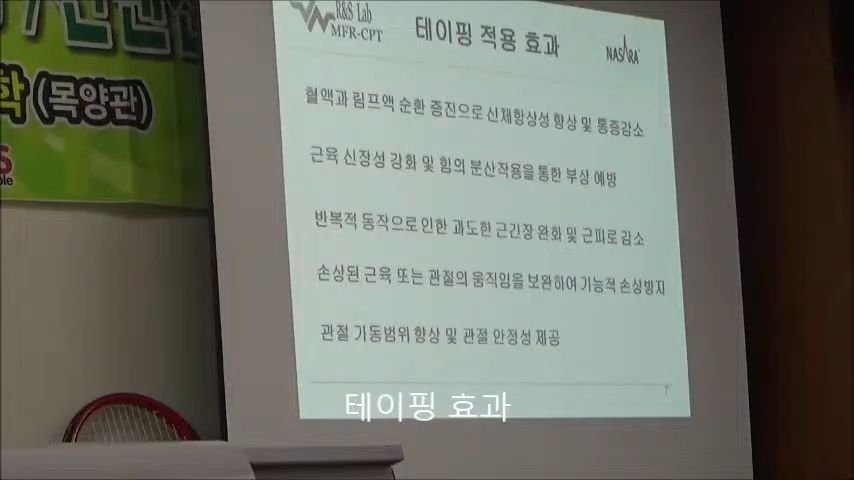 R&S Lab
MFR-CPT
테이핑 적용 효과
NASARA
학 (목양관)
혈액과 림프액 순환 증진으로 신체항상성 향상 및 통증감소
근육 신장성 강화 및 힘의 분산작용을 통한 부상 예방
반복적 동작으로 인한 과도한 근긴장 완화 및 근피로 감소
손상된 근육 또는 관절의 움직임을 보완하여 기능적 손상방지
관절 가동범위 향상 및 관절 안정성 제공
테이핑 효과